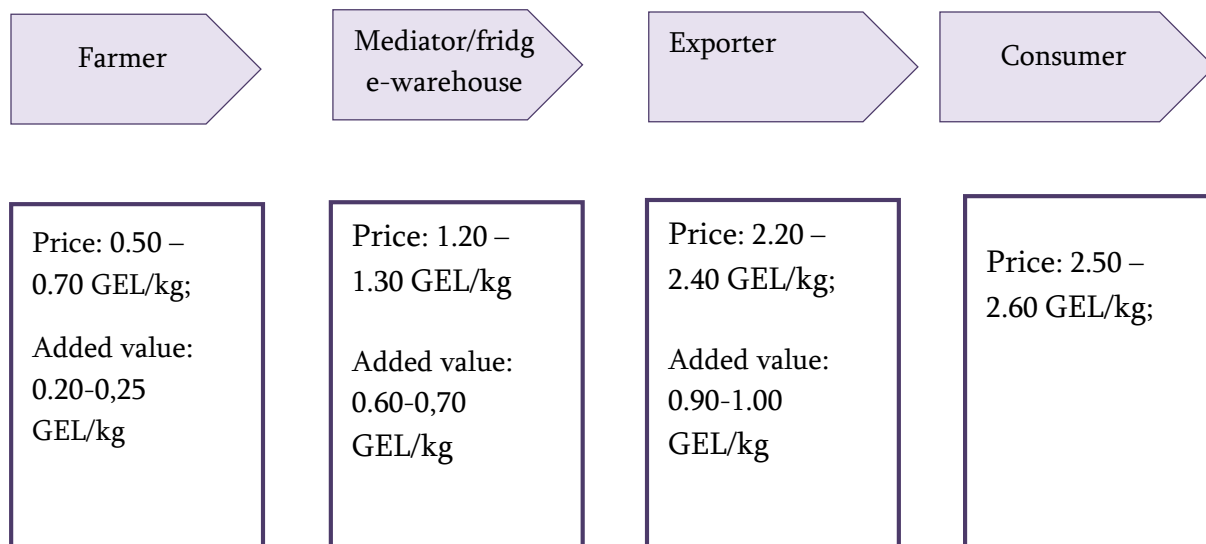 Farmer
Mediator/fridg
e-warehouse
Exporter
Consumer
Price: 0.50 –
0.70 GEL/kg;
Added value:
0.20-0,25
GEL/kg
Price: 1.20 –
1.30 GEL/kg
Added value:
0.60-0,70
GEL/kg
Price: 2.20 –
2.40 GEL/kg;
Added value:
0.90-1.00
GEL/kg
Price: 2.50 –
2.60 GEL/kg;